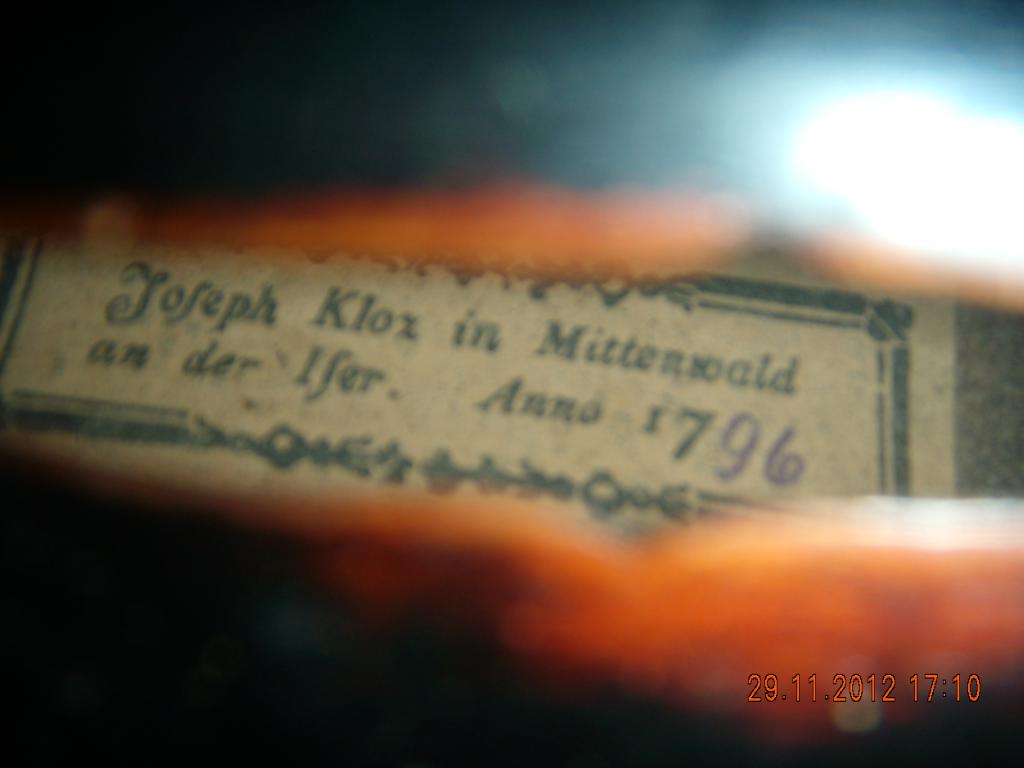 Joſeph Kloz in Mittenwald
an der Iſer. Anno 1796
29.11.2012 17:10